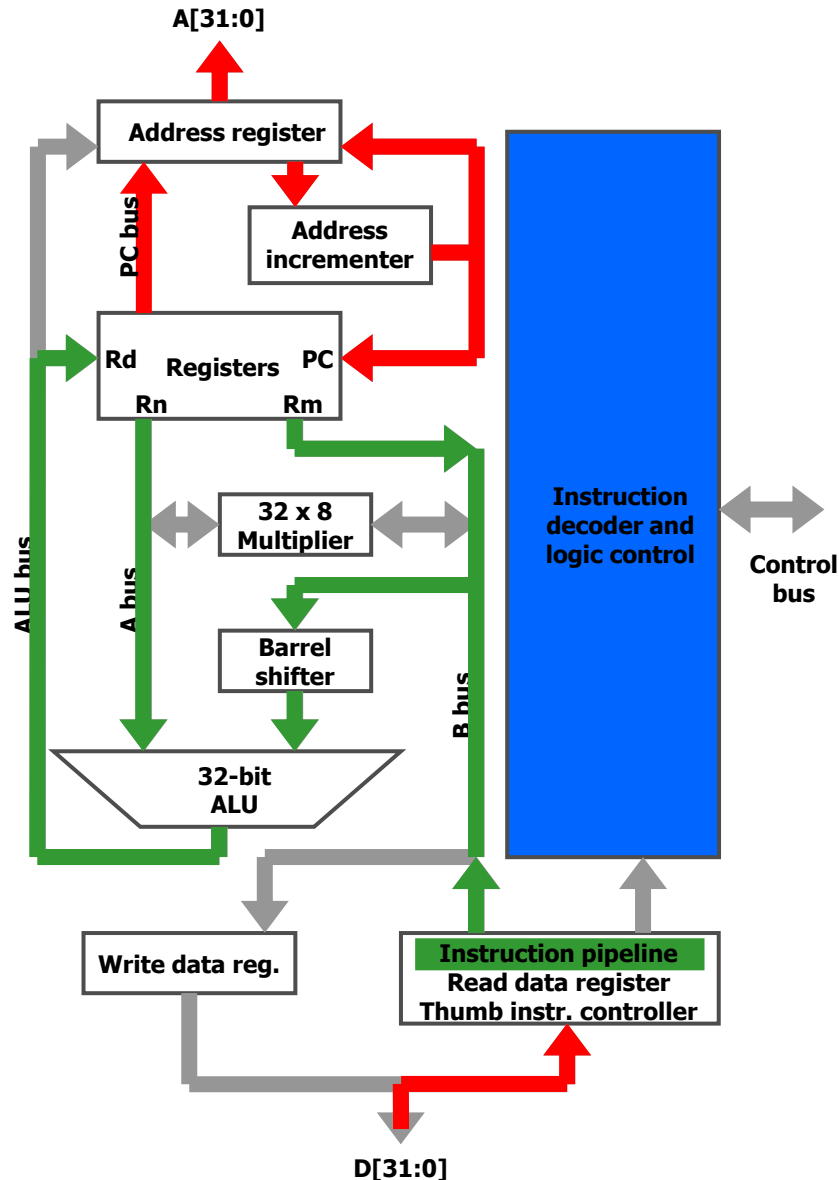 A[31:0]
Address register
PC bus
Address
incrementer
Rd
Registers
PC
Rn
Rm
32 x 8
Multiplier
Instruction
decoder and
logic control
Control
bus
ALU bus
A bus
Barrel
shifter
B bus
32-bit
ALU
Write data reg.
Instruction pipeline
Read data register
Thumb instr. controller
D[31:0]